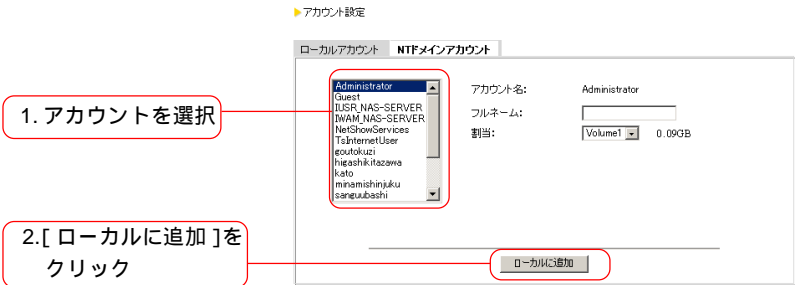 ▶アカウント設定
ローカルアカウント NTドメインアカウント
1. アカウントを選択
Administrator
Guest
IUSR_NAS-SERVER
IWAM_NAS-SERVER
NetShowServices
TsInternetUser
goutokuzi
higashikitazawa
kato
minamishinjuku
sangubashi
アカウント名: Administrator
フルネーム:
割当: Volume1 0.09GB
2.[ ローカルに追加 ]を
クリック
ローカルに追加